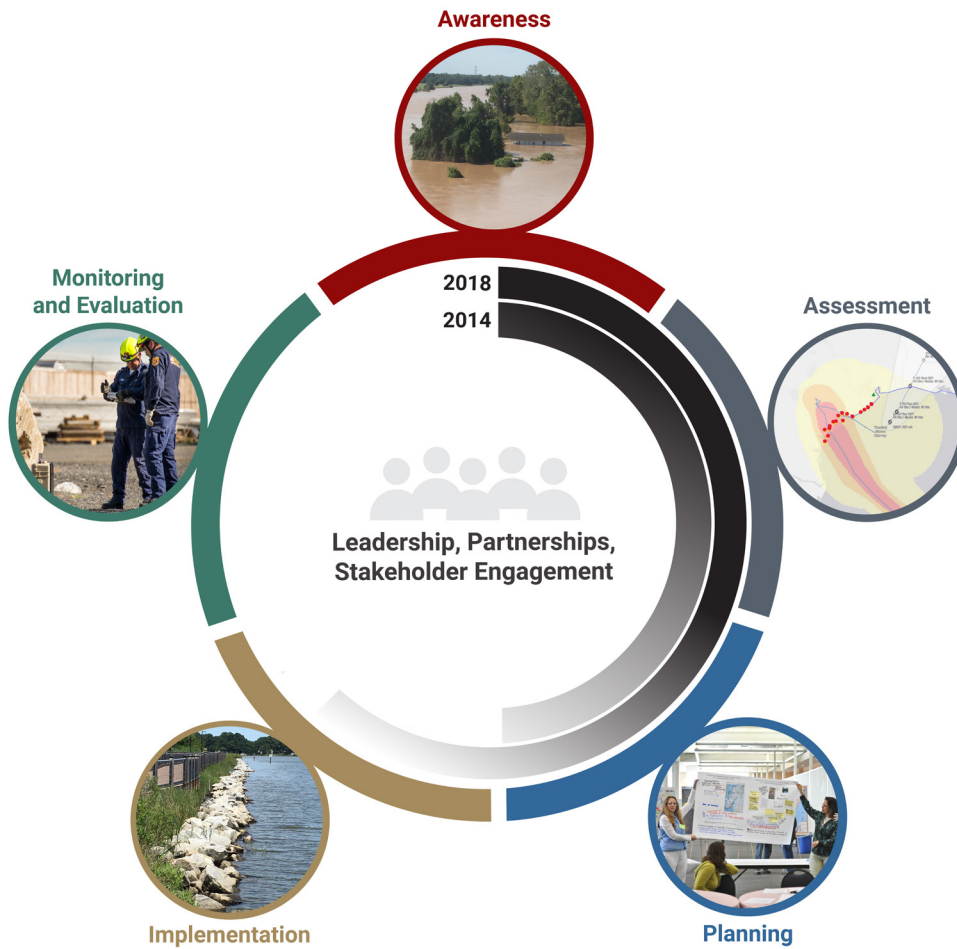 Awareness
Monitoring
and Evaluation
2018
2014
Assessment
Leadership, Partnerships,
Stakeholder Engagement
Implementation
Planning